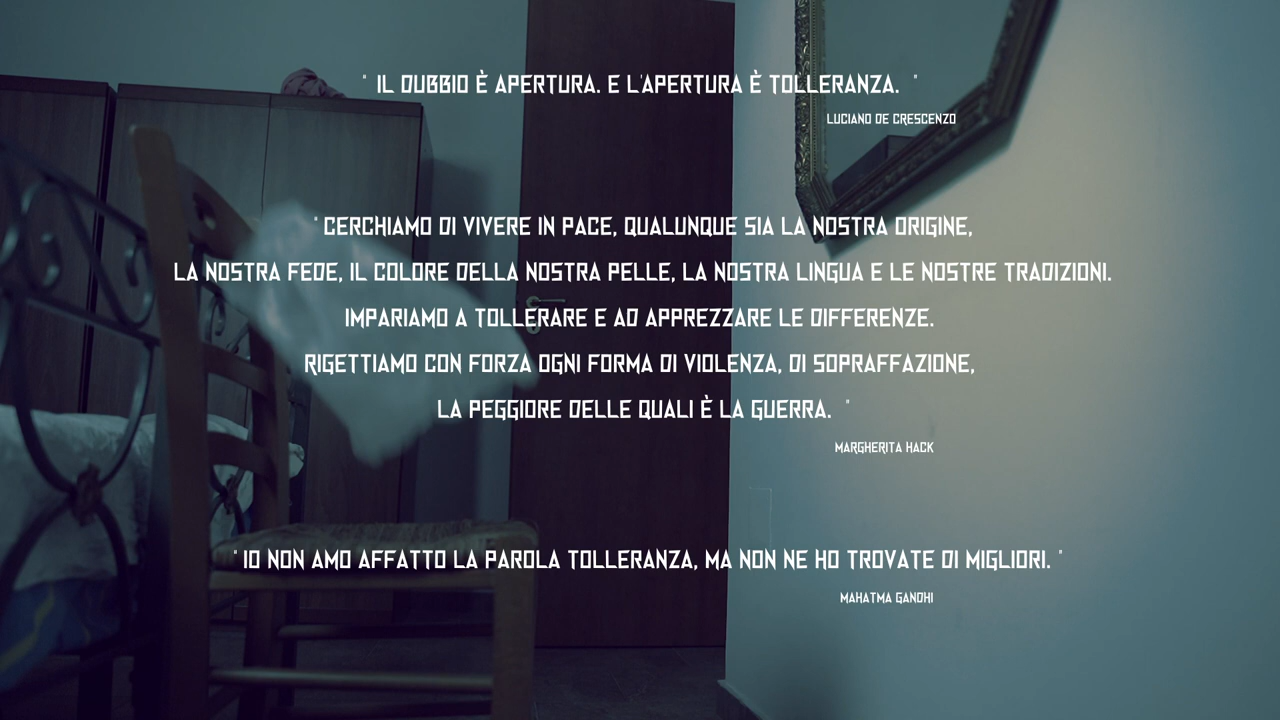 " IL DUBBIO È APERTURA. E L'APERTURA È TOLLERANZA. "
LUCIANO DE CRESCENZO
" CERCHIAMO DI VIVERE IN PACE, QUALUNQUE SIA LA NOSTRA ORIGINE,
LA NOSTRA FEDE, IL COLORE DELLA NOSTRA PELLE, LA NOSTRA LINGUA E LE NOSTRE TRADIZIONI.
IMPARIAMO A TOLLERARE E AD APPREZZARE LE DIFFERENZE.
RIGETTIAMO CON FORZA OGNI FORMA DI VIOLENZA, DI SOPRAFFAZIONE,
LA PEGGIORE DELLE QUALI È LA GUERRA. "
MARGHERITA HACK
" IO NON AMO AFFATTO LA PAROLA TOLLERANZA, MA NON NE HO TROVATE DI MIGLIORI. "
MAHATMA GANDHI